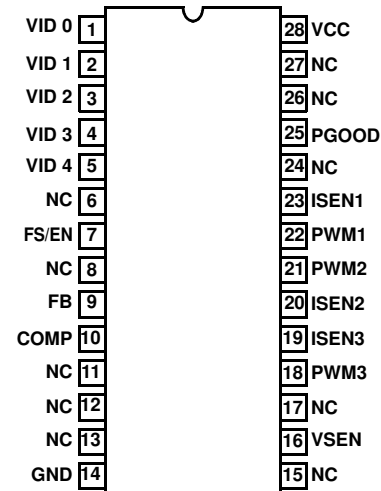 VID 0 1 28 VCC
VID 1 2 27 NC
VID 2 3 26 NC
VID 3 4 25 PGOOD
VID 4 5 24 NC
NC 6 23 ISEN1
FS/EN 7 22 PWM1
NC 8 21 PWM2
FB 9 20 ISEN2
COMP 10 19 ISEN3
NC 11 18 PWM3
NC 12 17 NC
NC 13 16 VSEN
GND 14 15 NC